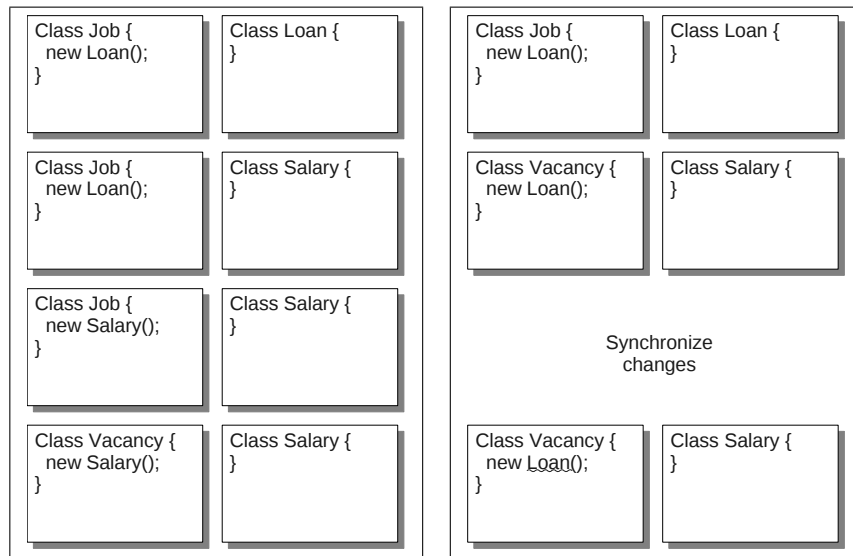 Class Job {
new Loan();
}
Class Loan {
}
Class Job {
new Loan();
}
Class Salary {
}
Class Job {
new Salary();
}
Class Salary {
}
Class Vacancy {
new Salary();
}
Class Salary {
}
Class Job {
new Loan();
}
Class Loan {
}
Class Vacancy {
new Loan();
}
Class Salary {
}
Synchronize
changes
Class Vacancy {
new Loan();
}
Class Salary {
}